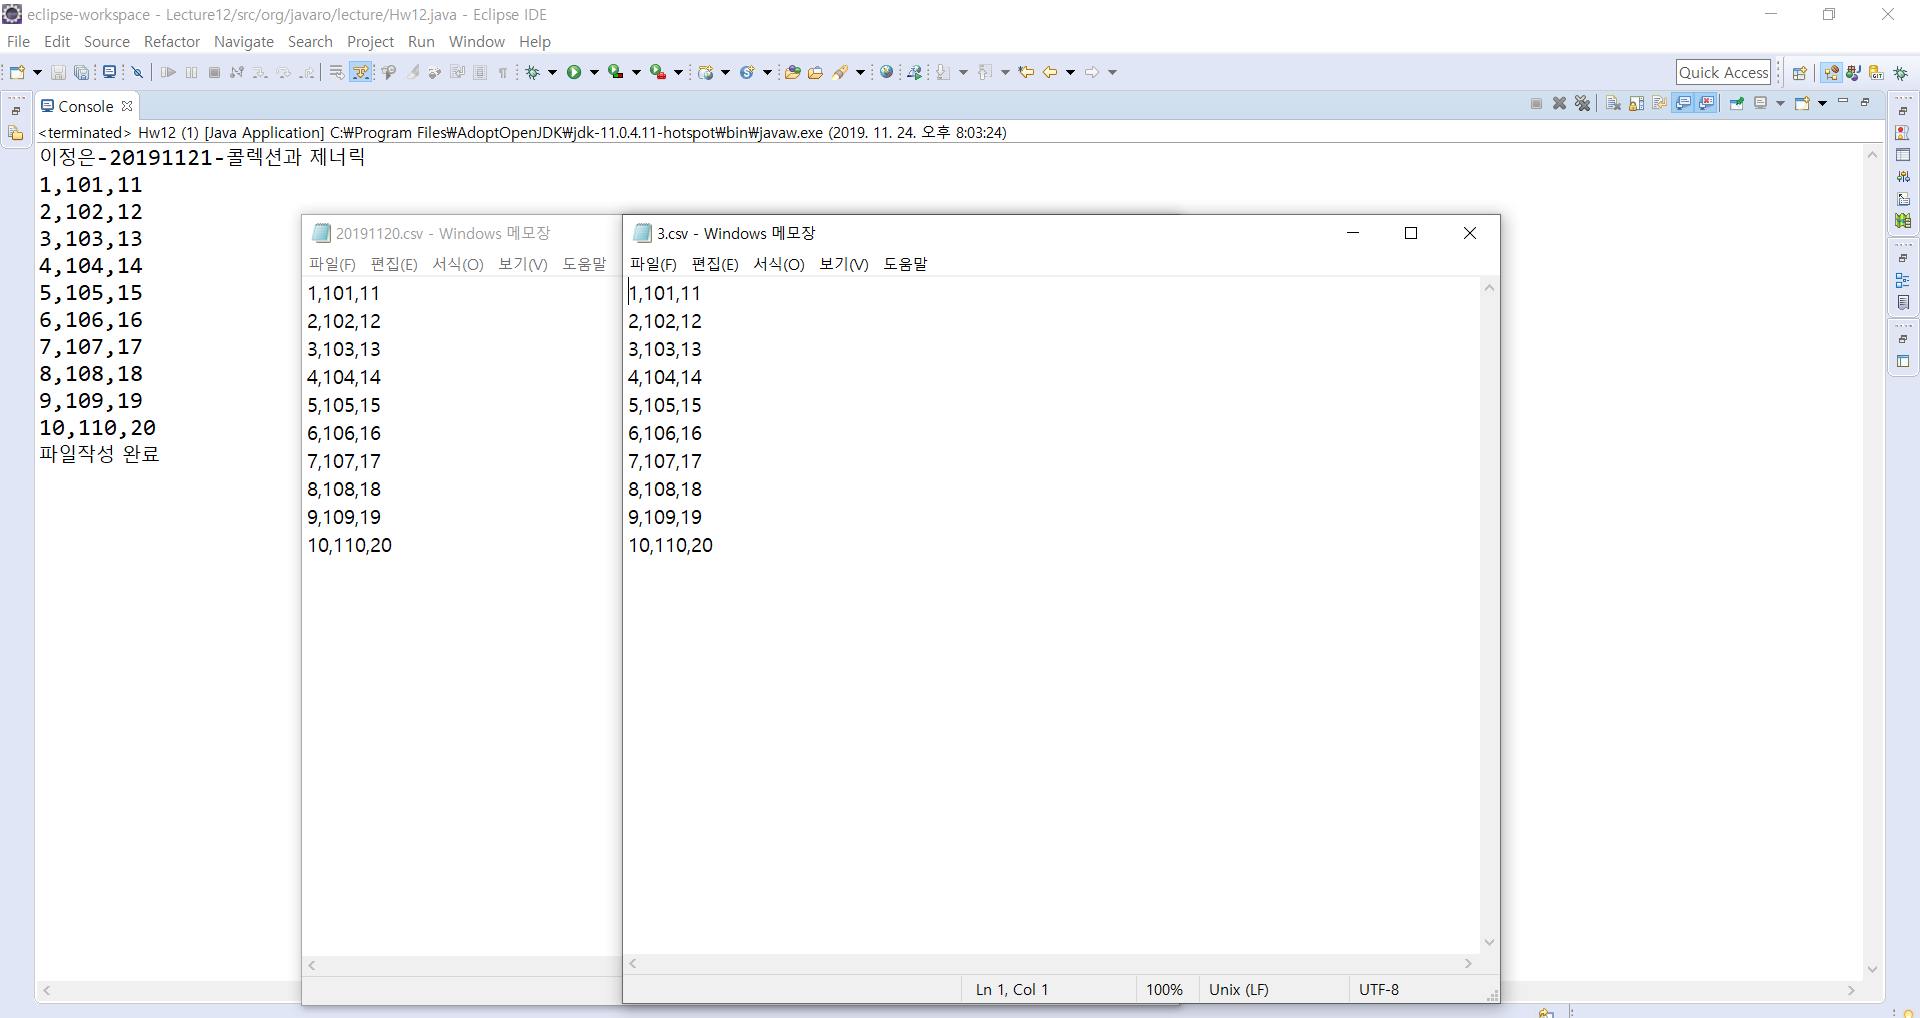 eclipse-workspace - Lecture12/src/org/javaro/lecture/Hw12.java - Eclipse IDE
File Edit Source Refactor Navigate Search Project Run Window Help
Quick Access
Console
<terminated> Hw12 (1) [Java Application] C:₩Program Files₩AdoptOpenJDK₩jdk-11.0.4.11-hotspot₩bin₩javaw.exe (2019. 11. 24. 오후 8:03:24)
이정은-20191121-콜렉션과 제너릭
1,101,11
2,102,12
3,103,13
4,104,14
5,105,15
6,106,16
7,107,17
8,108,18
9,109,19
10,110,20
파일작성 완료
20191120.csv - Windows 메모장
파일(F) 편집(E) 서식(O) 보기(V) 도움말
1,101,11
2,102,12
3,103,13
4,104,14
5,105,15
6,106,16
7,107,17
8,108,18
9,109,19
10,110,20
3.csv - Windows 메모장
파일(F) 편집(E) 서식(O) 보기(V) 도움말
1,101,11
2,102,12
3,103,13
4,104,14
5,105,15
6,106,16
7,107,17
8,108,18
9,109,19
10,110,20
Ln 1, Col 1 100% Unix (LF) UTF-8